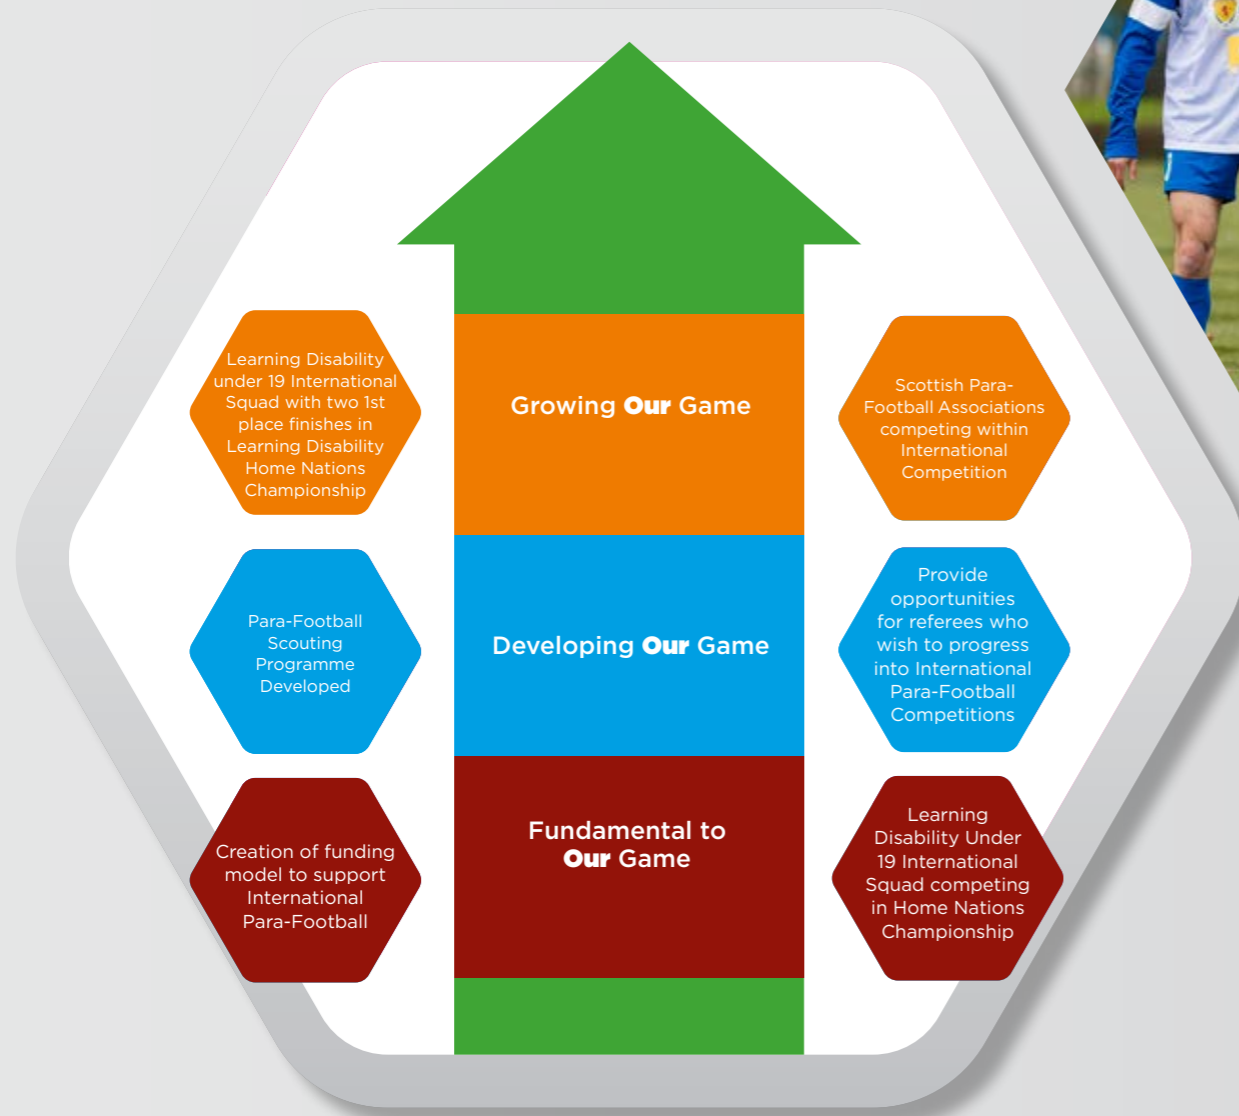 Learning Disability
under 19 International
Squad with two 1st
place finishes in
Learning Disability
Home Nations
Championship
Growing Our Game
Scottish Para-
Football Associations
competing within
International
Competition
Para-Football
Scouting
Programme
Developed
Developing Our Game
Provide
opportunities
for referees who
wish to progress
into International
Para-Football
Competitions
Creation of funding
model to support
International
Para-Football
Fundamental to
Our Game
Learning
Disability Under
19 International
Squad competing
in Home Nations
Championship